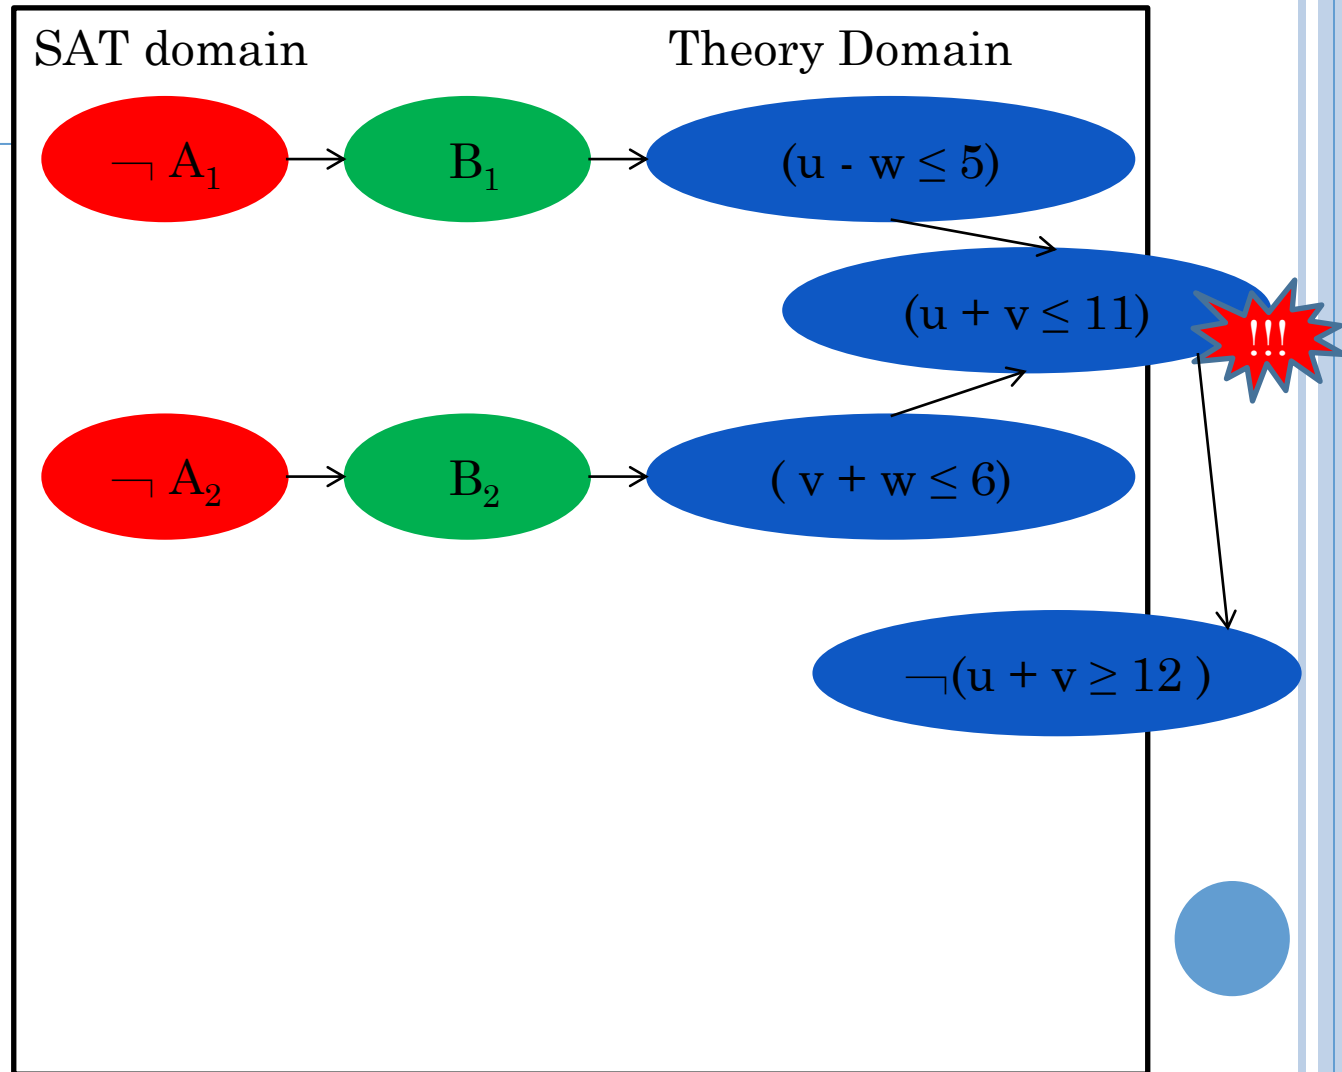 SAT domain
Theory Domain
¬ A₁
B₁
(u - w ≤ 5)
(u + v ≤ 11)
!!!
¬ A₂
B₂
( v + w ≤ 6)
¬(u + v ≥ 12 )